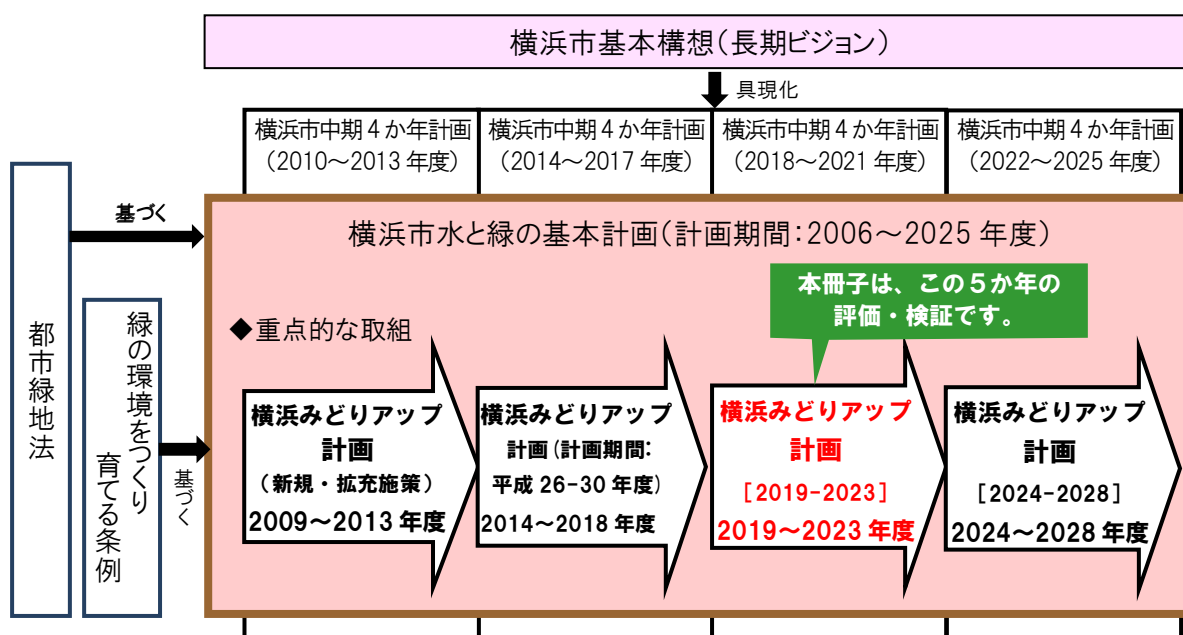 横浜市基本構想（長期ビジョン）
具現化
横浜市中期４か年計画
（2010～2013 年度）
横浜市中期４か年計画
（2014～2017 年度）
横浜市中期４か年計画
（2018～2021 年度）
横浜市中期４か年計画
（2022～2025 年度）
都市緑地法
基づく
緑の環境をつくり
育てる条例
基づく
横浜市水と緑の基本計画（計画期間：2006～2025 年度）
本冊子は、この５か年の
評価・検証です。
◆重点的な取組
横浜みどりアップ
計画
（新規・拡充施策）
2009～2013 年度
横浜みどりアップ
計画（計画期間：
平成 26-30 年度）
2014～2018 年度
横浜みどりアップ
計画
［2019-2023］
2019～2023 年度
横浜みどりアップ
計画
［2024-2028］
2024～2028 年度